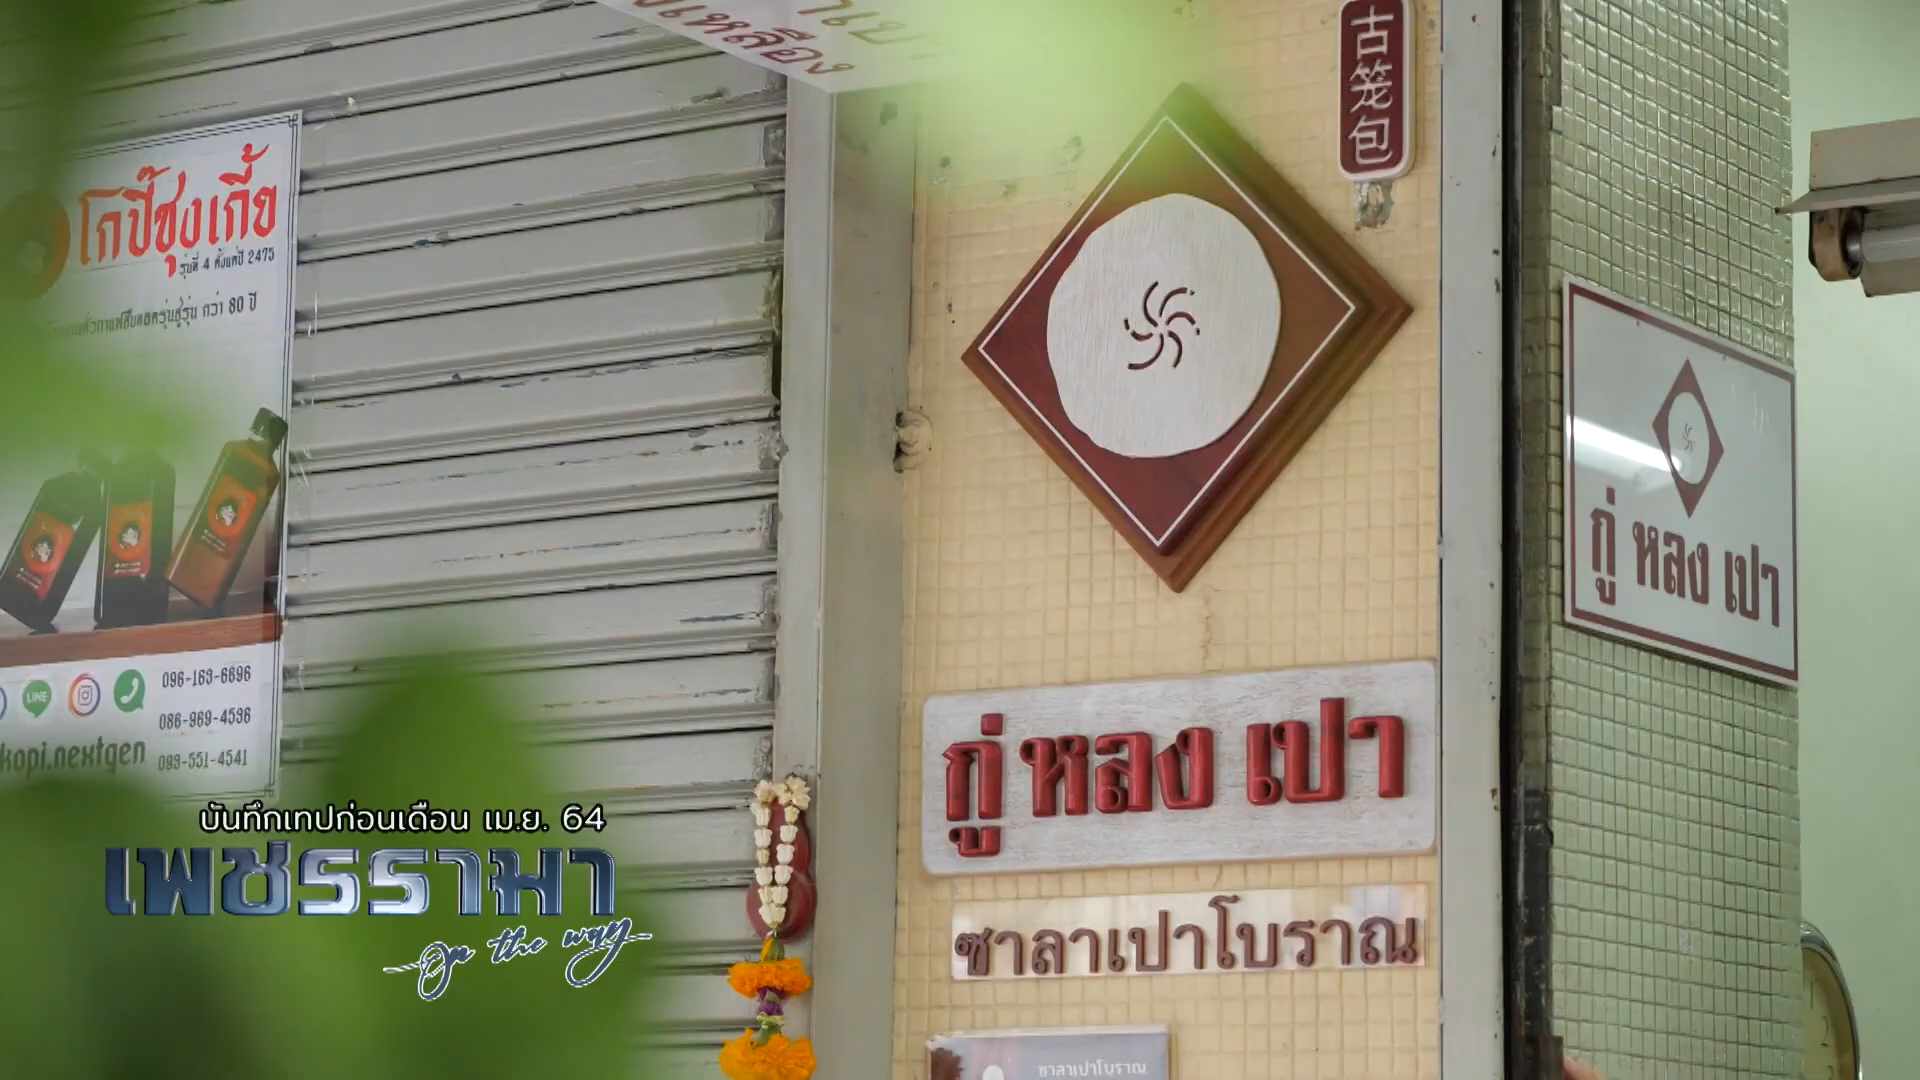 โกปี๊ซุงเกี้ย
รุ่นที่ 4 ตั้งแต่ปี 2475
กว่า 80 ปี
LINE
096-163-6696
086-969-4596
093-551-4541
kopi.nextgen
古笼包
กู่ หลง เปา
ซาลาเปาโบราณ
ซาลาเปาโบราณ
กู่ หลง เปา
บันทึกเทปก่อนเดือน เม.ย. 64
เพชรรามา
On the way